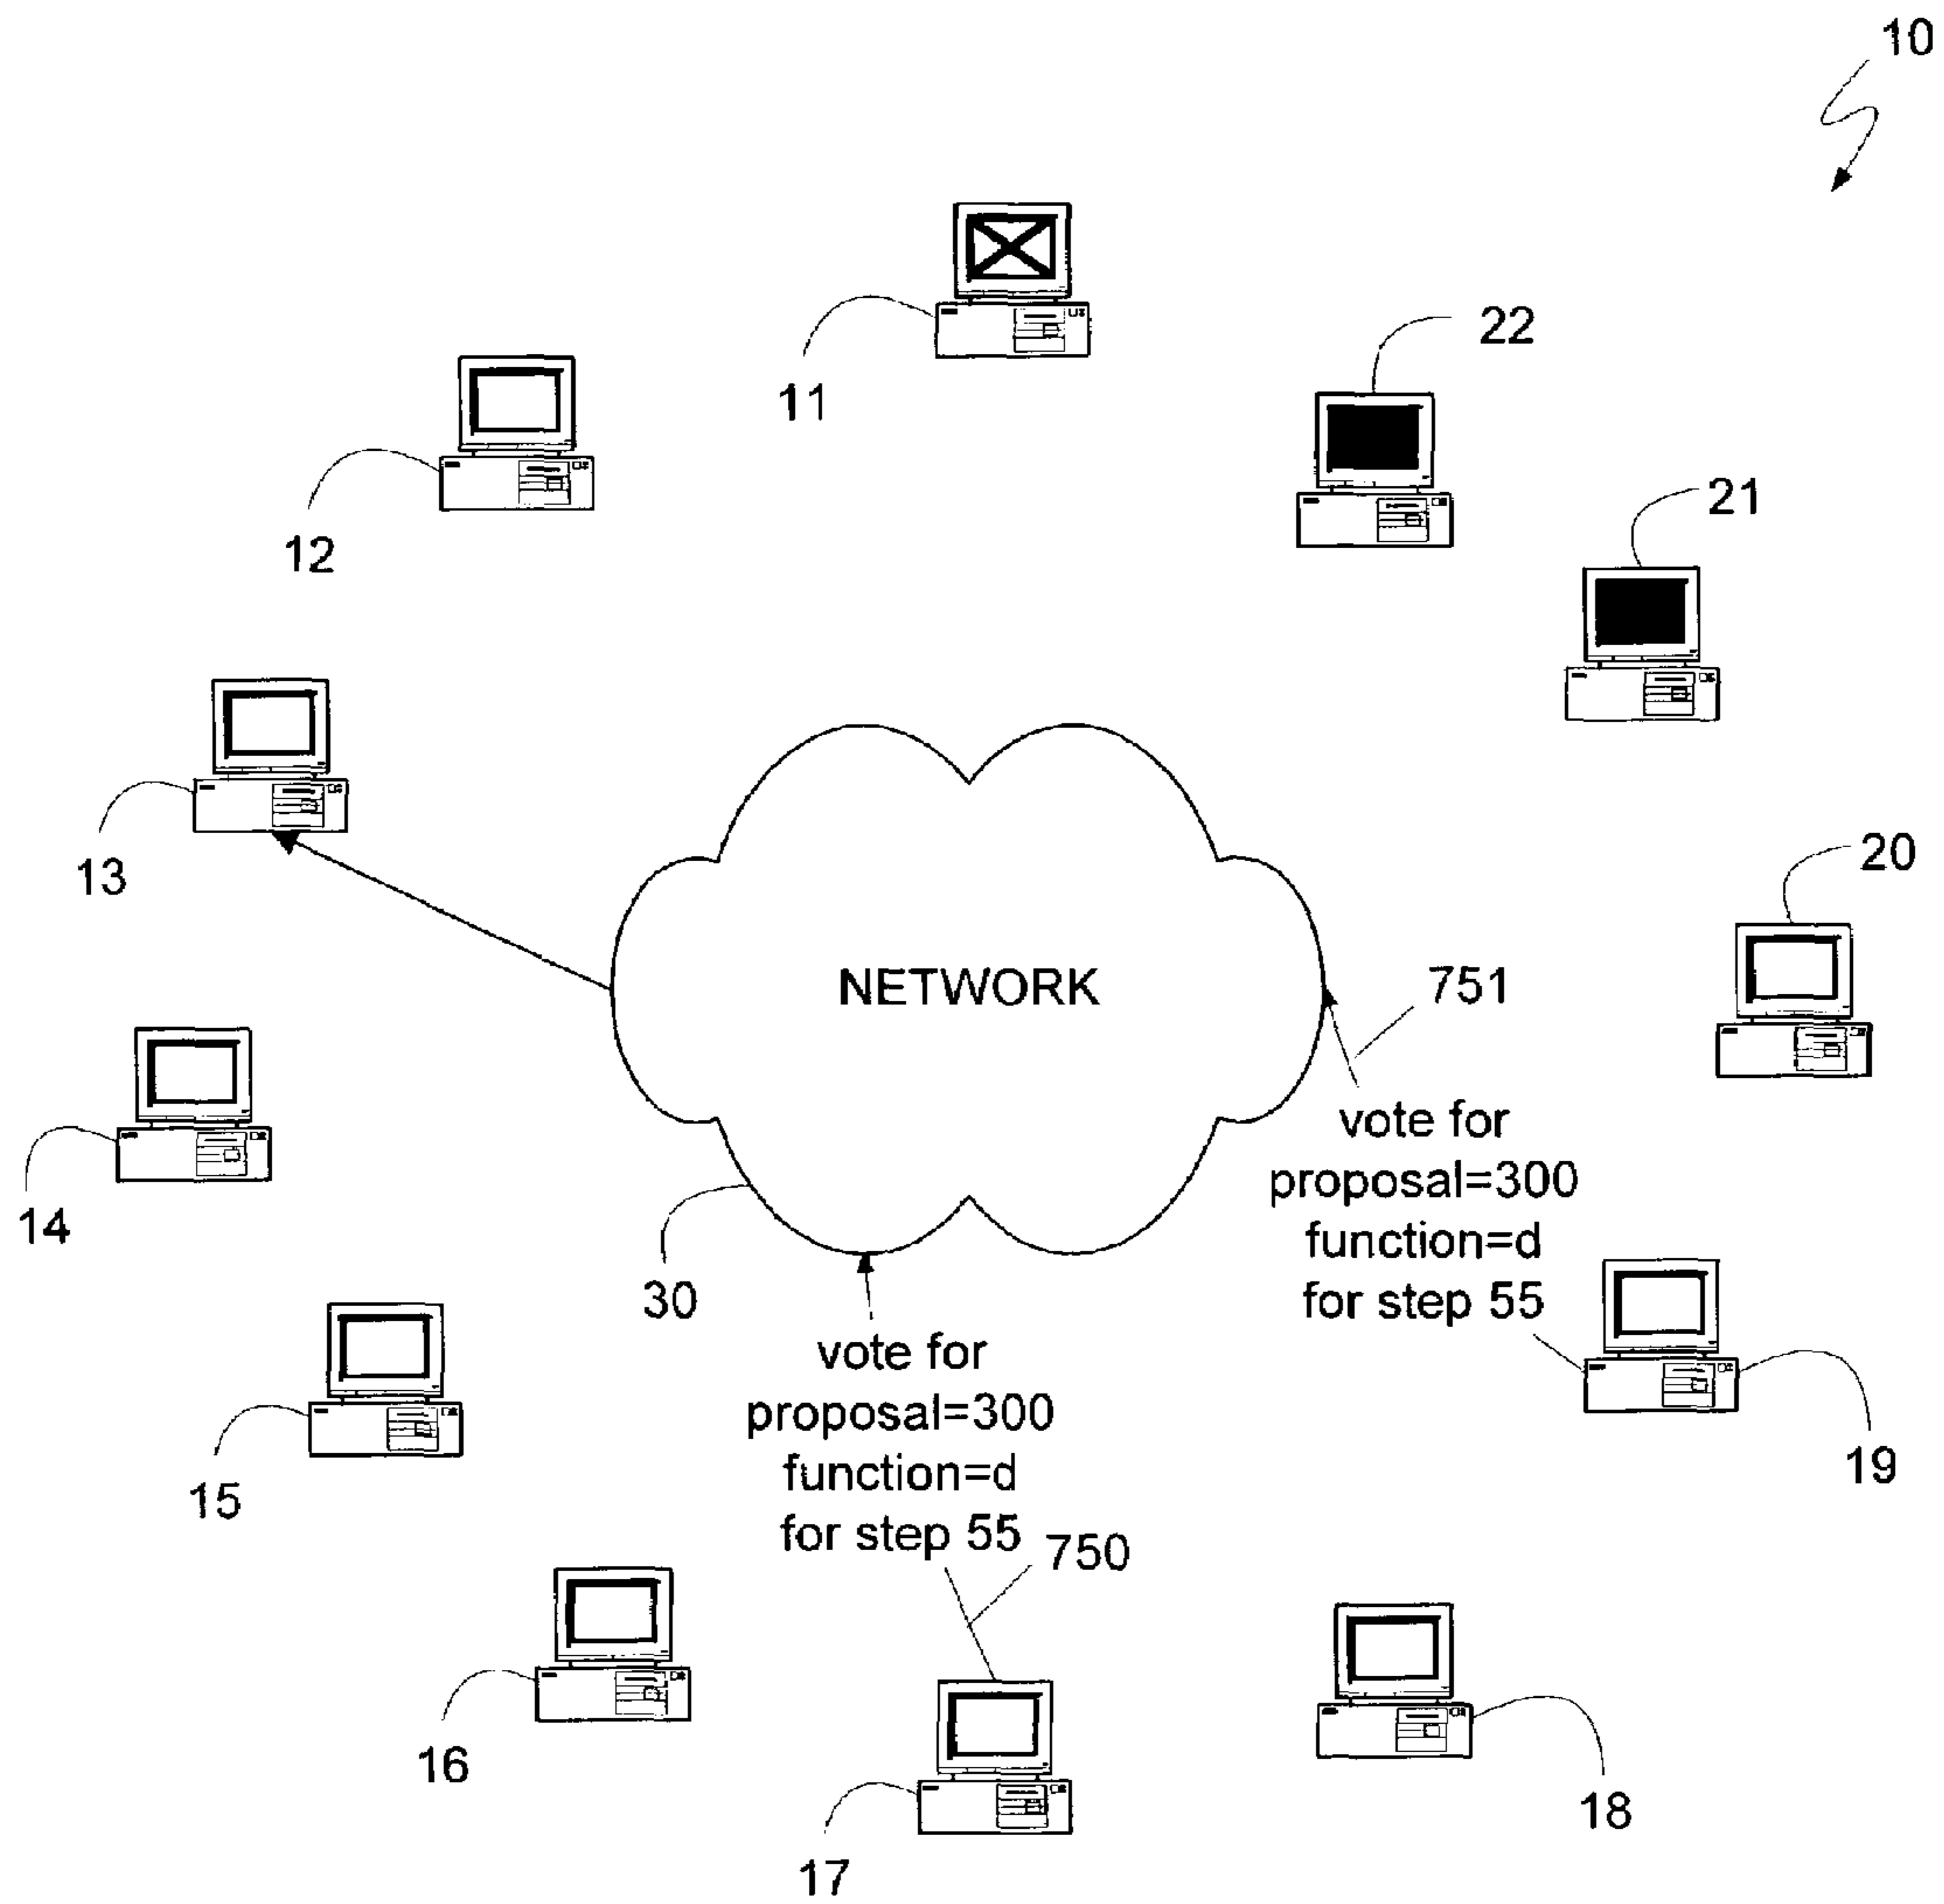 10
11
22
12
21
13
20
NETWORK
751
vote for
proposal=300
function=d
for step 55
14
30
vote for
proposal=300
function=d
for step 55
750
19
15
16
18
17